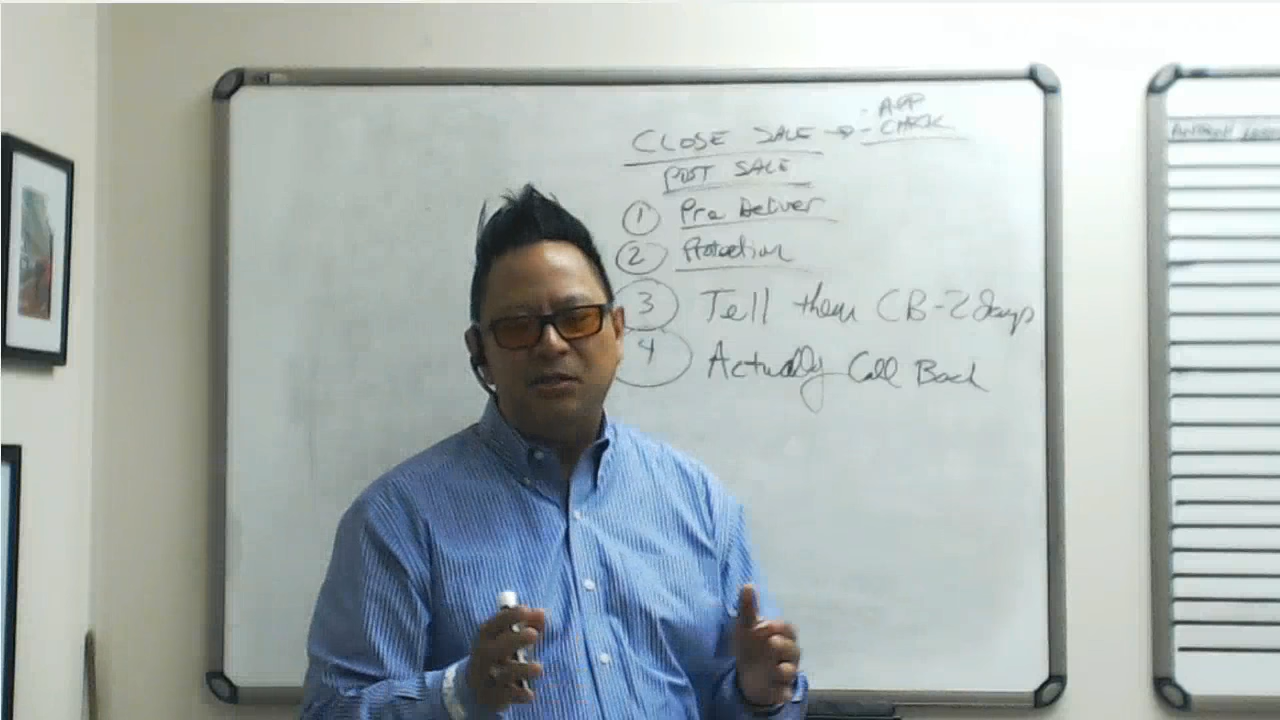 - APP
CLOSE SALE → - CHECK
POST SALE
1 Pre Deliver
2 Protection
3 Tell them CB-2 days
4 Actually Call Back